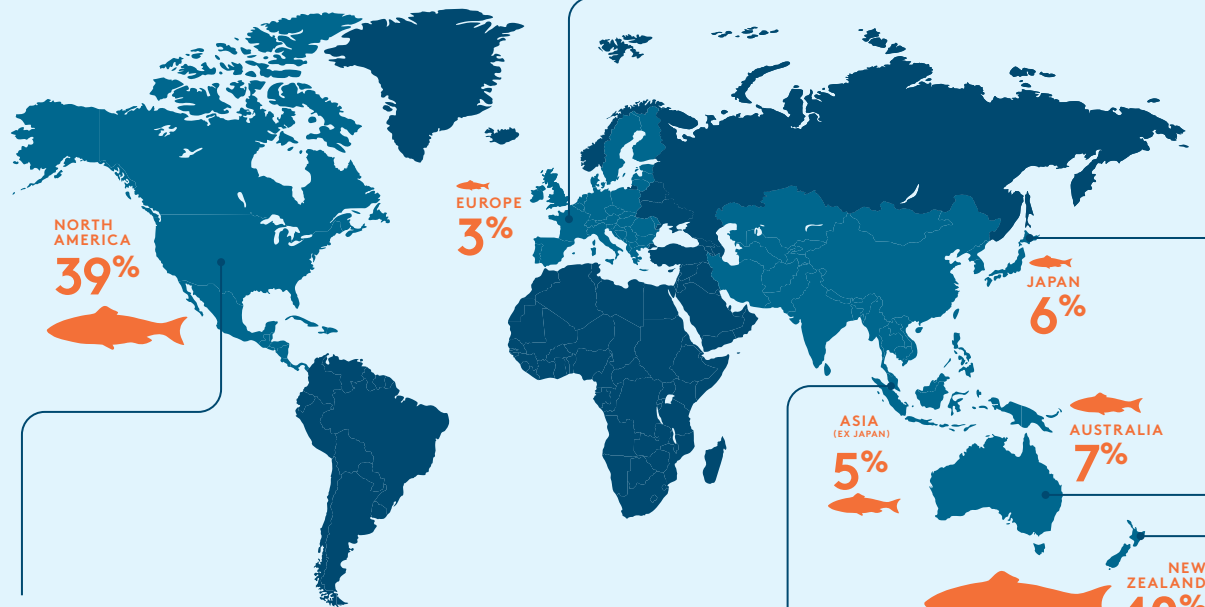 NORTH
AMERICA
39%
EUROPE
3%
JAPAN
6%
ASIA
(EX JAPAN)
5%
AUSTRALIA
7%
NEW
ZEALAND